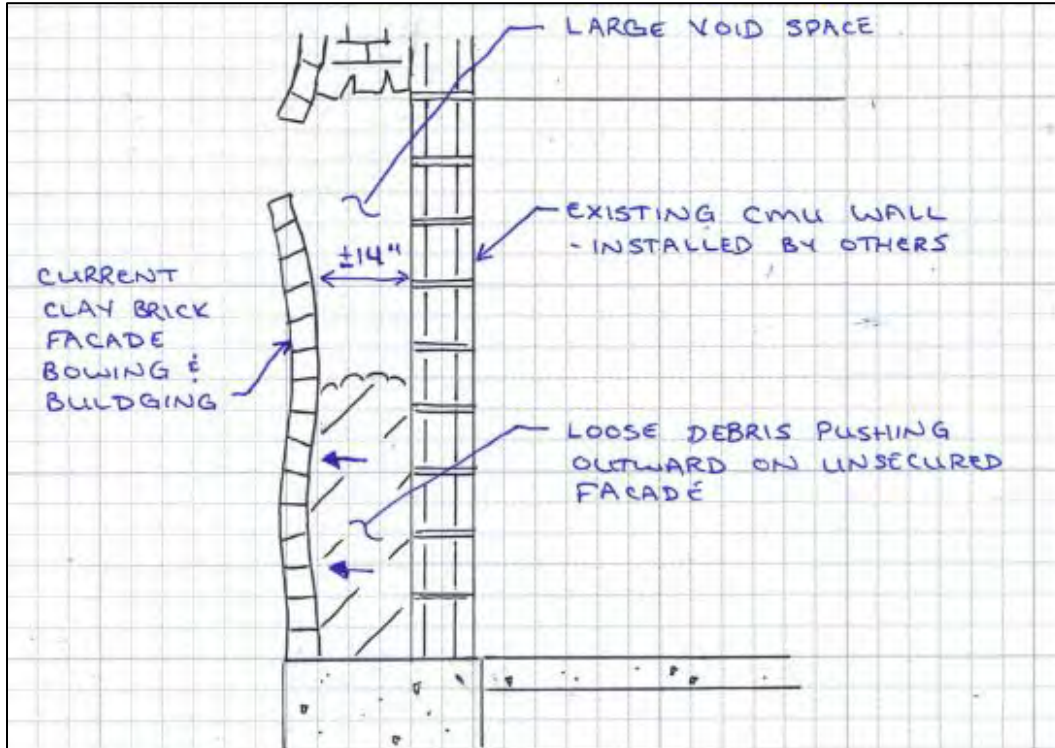 LARGE VOID SPACE
EXISTING CMU WALL
- INSTALLED BY OTHERS
±14"
CURRENT
CLAY BRICK
FACADE
BOWING &
BULDGING
LOOSE DEBRIS PUSHING
OUTWARD ON UNSECURED
FACADÉ